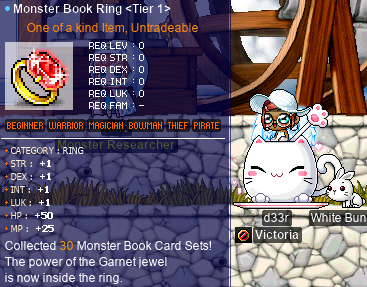 Monster Book Ring <Tier 1>
One of a kind Item, Untradeable
REQ LEV : 0
REQ STR : 0
REQ DEX : 0
REQ INT : 0
REQ LUK : 0
REQ FAM : -
BEGINNER WARRIOR MAGICIAN BOWMAN THIEF PIRATE
Monster Researcher
CATEGORY : RING
STR : +1
DEX : +1
INT : +1
LUK : +1
HP : +50
MP : +25
Collected 30 Monster Book Card Sets!
The power of the Garnet jewel
is now inside the ring.
d33r
White Bun
Victoria